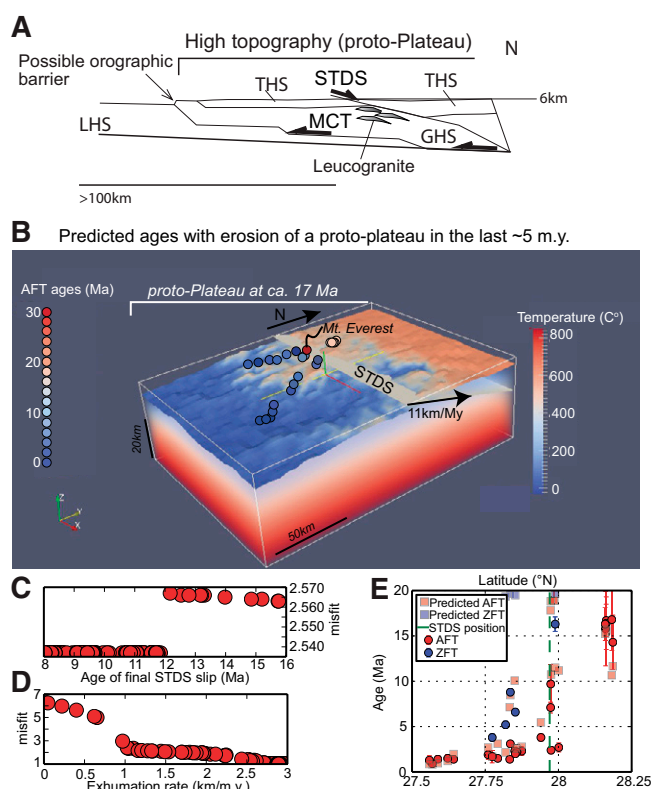 A
High topography (proto-Plateau)
N
Possible orographic
barrier
THS
STDS
THS
6km
LHS
MCT
GHS
Leucogranite
>100km
B Predicted ages with erosion of a proto-plateau in the last ~5 m.y.
AFT ages (Ma)
30
20
10
0
proto-Plateau at ca. 17 Ma
N
Mt. Everest
STDS
11km/My
Temperature (C°)
800
600
400
200
0
20km
50km
Z
Y
X
C
2.570
2.560
2.550
2.540
misfit
8 9 10 11 12 13 14 15 16
Age of final STDS slip (Ma)
D
misfit
7
5
3
1
0 0.5 1 1.5 2 2.5 3
Exhumation rate (km/m.y.)
E
Latitude (°N)
Predicted AFT
Predicted ZFT
STDS position
AFT
ZFT
Age (Ma)
20
15
10
5
0
27.5 27.75 28 28.25